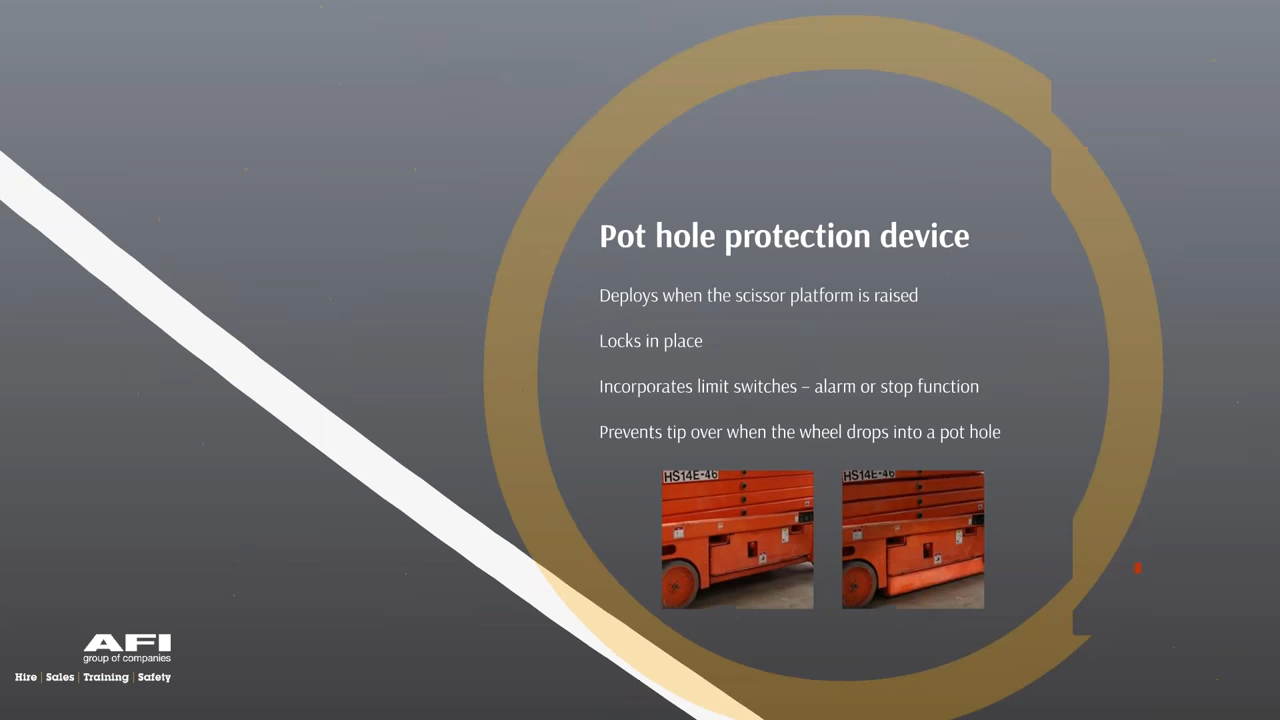 Pot hole protection device
Deploys when the scissor platform is raised
Locks in place
Incorporates limit switches – alarm or stop function
Prevents tip over when the wheel drops into a pot hole
HS14E-46
HS14E-46
AFI
group of companies
Hire | Sales | Training | Safety